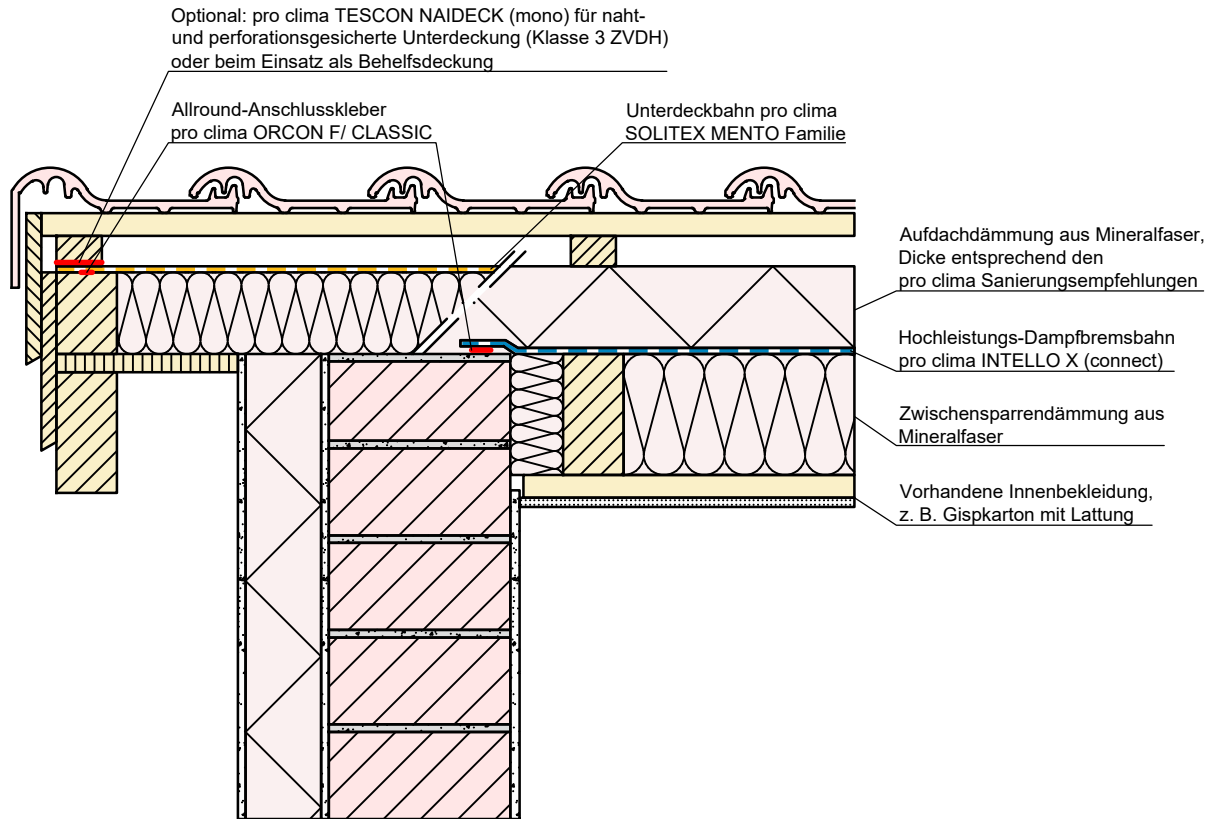 Optional: pro clima TESCON NAIDECK (mono) für naht-
und perforationsgesicherte Unterdeckung (Klasse 3 ZVDH)
oder beim Einsatz als Behelfsdeckung
Allround-Anschlusskleber
pro clima ORCON F/ CLASSIC
Unterdeckbahn pro clima
SOLITEX MENTO Familie
Aufdachdämmung aus Mineralfaser,
Dicke entsprechend den
pro clima Sanierungsempfehlungen
Hochleistungs-Dampfbremsbahn
pro clima INTELLO X (connect)
Zwischensparrendämmung aus
Mineralfaser
Vorhandene Innenbekleidung,
z. B. Gispkarton mit Lattung